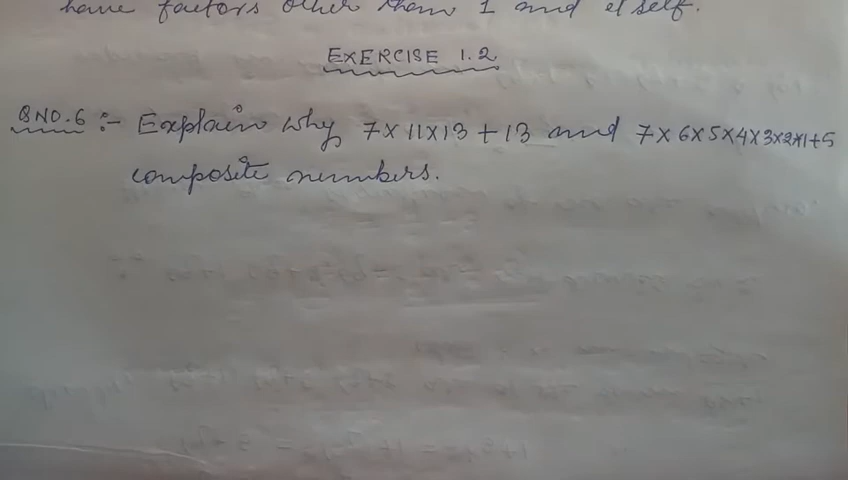 have factors other than 1 and itself.
EXERCISE 1.2
QNO.6 :- Explain why 7×11×13+13 and 7×6×5×4×3×2×1+5
composite numbers.